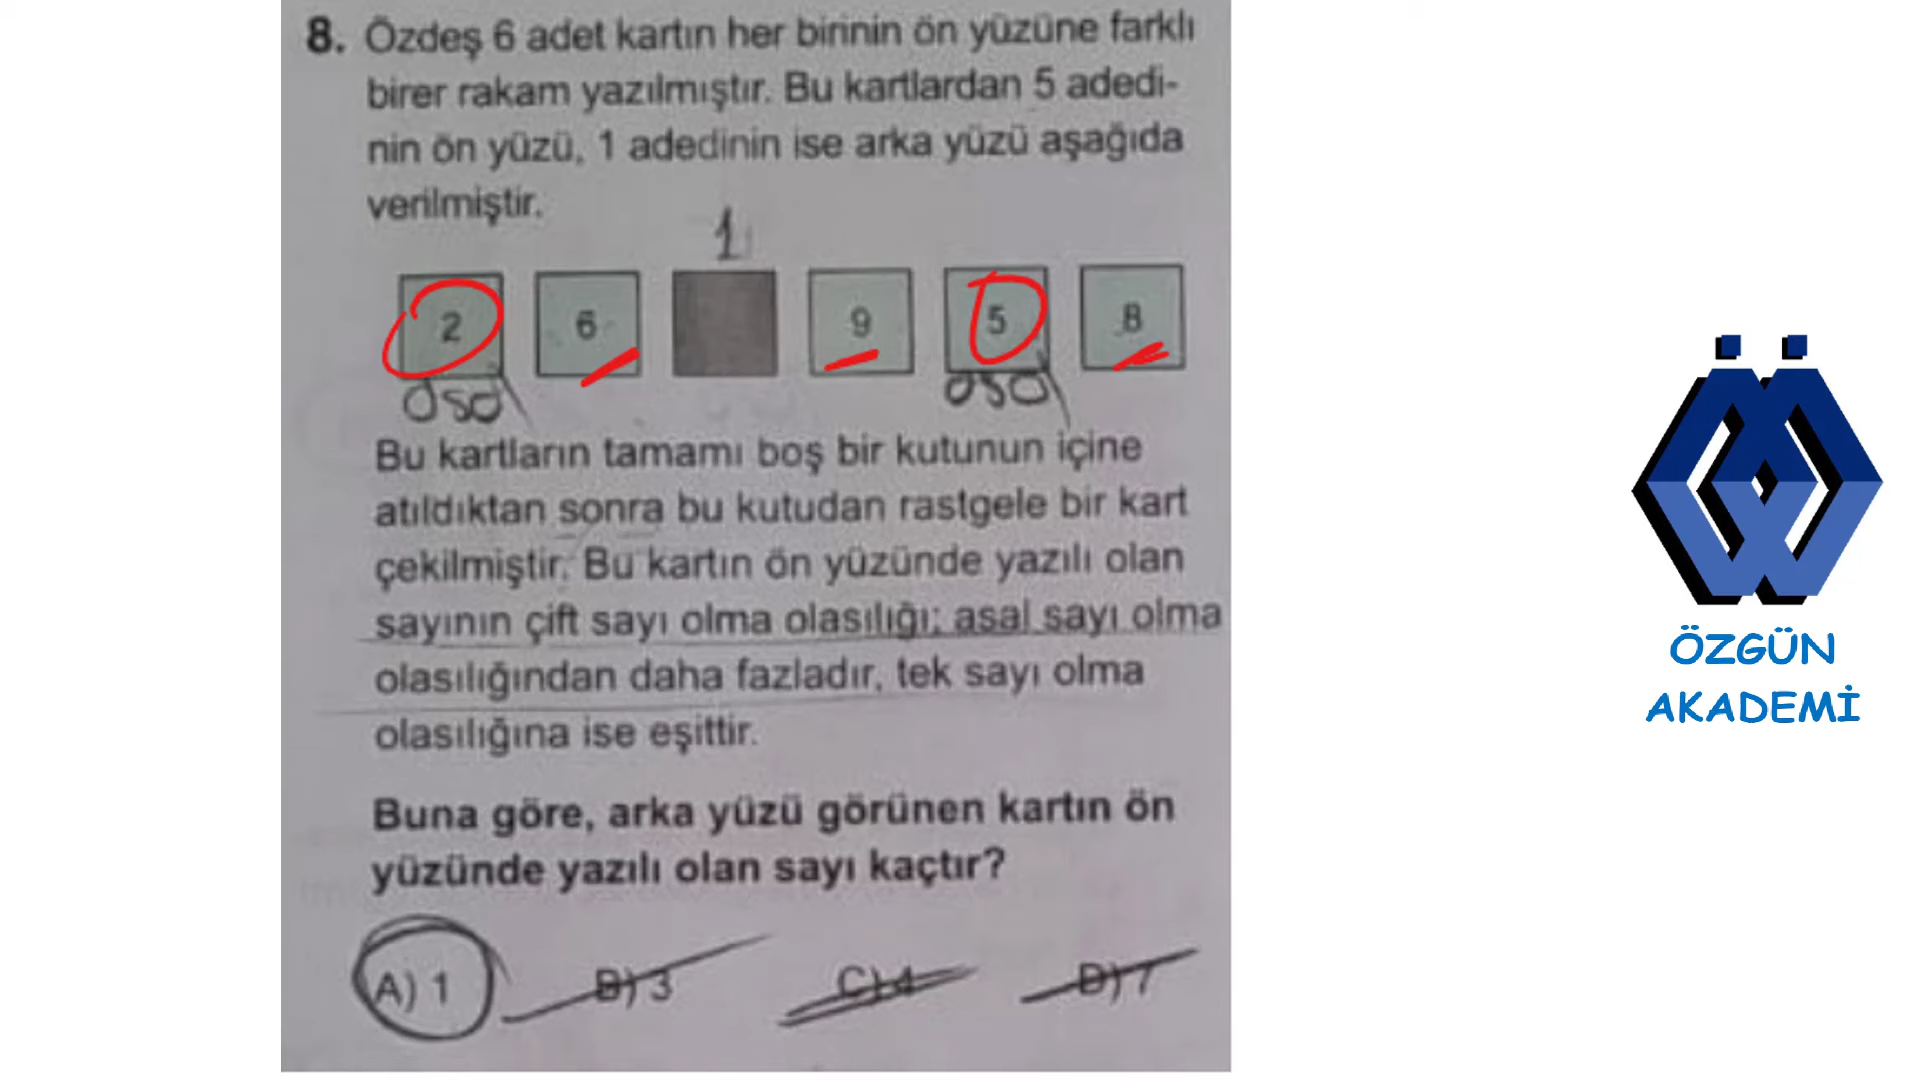 8. Özdeş 6 adet kartın her birinin ön yüzüne farklı
birer rakam yazılmıştır. Bu kartlardan 5 adedi-
nin ön yüzü, 1 adedinin ise arka yüzü aşağıda
verilmiştir.
1
2 6 9 5 8
asal asal
Bu kartların tamamı boş bir kutunun içine
atıldıktan sonra bu kutudan rastgele bir kart
çekilmiştir. Bu kartın ön yüzünde yazılı olan
sayının çift sayı olma olasılığı; asal sayı olma
olasılığından daha fazladır, tek sayı olma
olasılığına ise eşittir.
Buna göre, arka yüzü görünen kartın ön
yüzünde yazılı olan sayı kaçtır?
A) 1 B) 3 C) 4 D) 7
ÖZGÜN
AKADEMİ